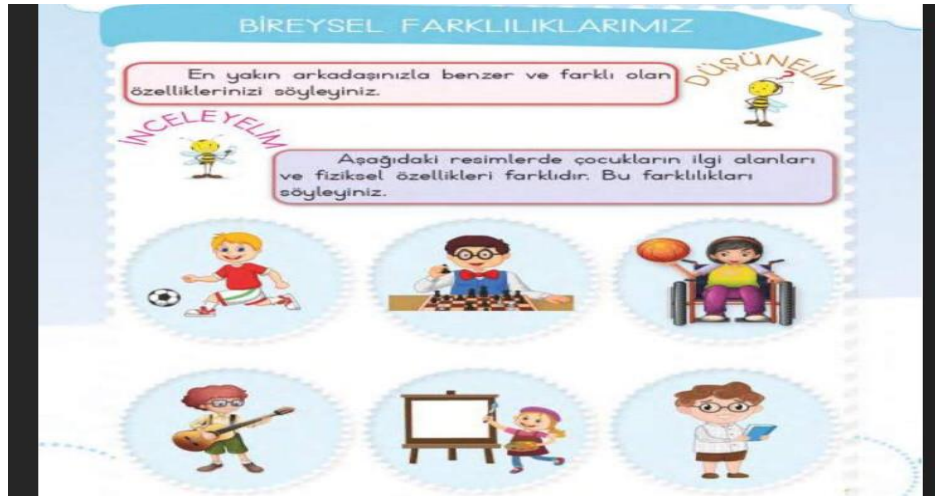 BİREYSEL FARKLILIKLARIMIZ
En yakın arkadaşınızla benzer ve farklı olan
özelliklerinizi söyleyiniz.
DÜŞÜNELİM
İNCELEYELİM
Aşağıdaki resimlerde çocukların ilgi alanları
ve fiziksel özellikleri farklıdır. Bu farklılıkları
söyleyiniz.